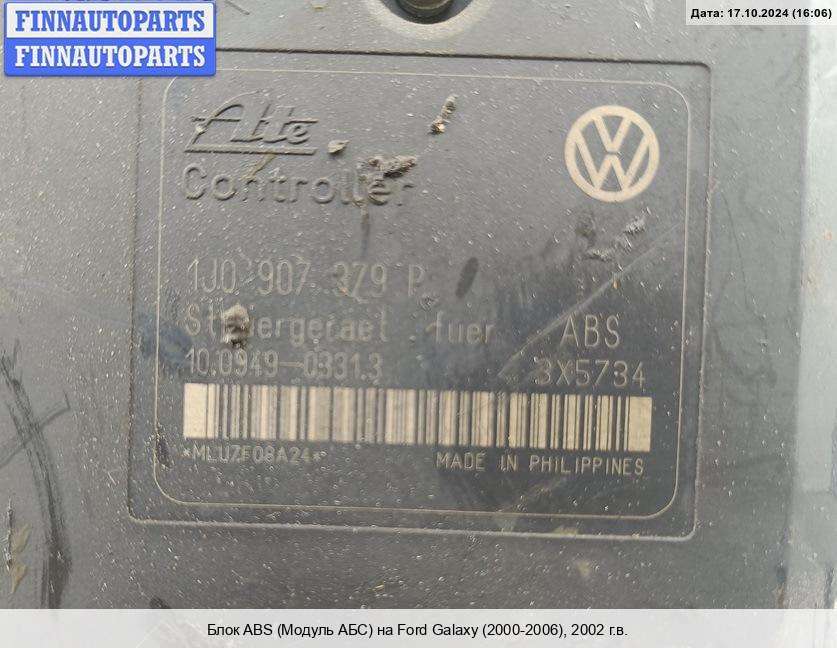 FINNAUTOPARTS
FINNAUTOPARTS
Дата: 17.10.2024 (16:06)
Ate
Controller
1J0 907 379 P
Steuergeraet fuer ABS
10.0949-0331.3 3X5734
*MLUZF08A24*
MADE IN PHILIPPINES
Блок ABS (Модуль АБС) на Ford Galaxy (2000-2006), 2002 г.в.